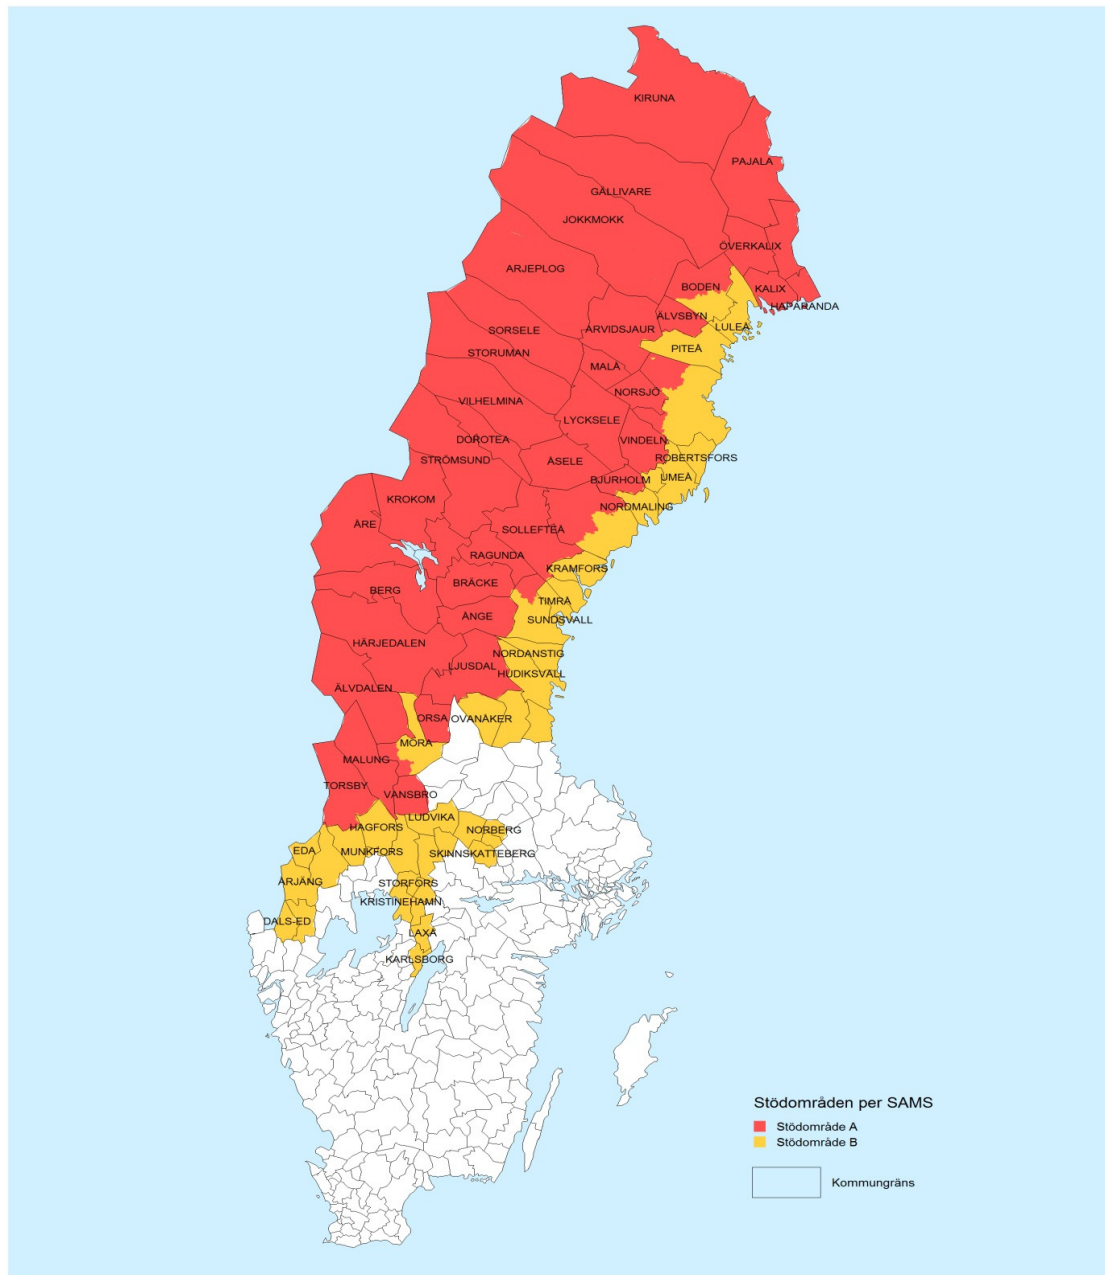 KIRUNA
PAJALA
GÄLLIVARE
JOKKMOKK
ÖVERKALIX
ARJEPLOG
BODEN
KALIX
HAPARANDA
ÄLVSBYN
LULEÅ
SORSELE
ARVIDSJAUR
PITEÅ
STORUMAN
MALÅ
NORSJÖ
VILHELMINA
LYCKSELE
DOROTEA
VINDELN
ROBERTSFORS
STRÖMSUND
ÅSELE
BJURHOLM
UMEÅ
KROKOM
NORDMALING
ÅRE
SOLLEFTEÅ
RAGUNDA
KRAMFORS
BRÄCKE
BERG
TIMRÅ
ÅNGE
SUNDSVALL
HÄRJEDALEN
NORDANSTIG
LJUSDAL
HUDIKSVALL
ÄLVDALEN
ORSA
OVANÅKER
MORA
MALUNG
TORSBY
VANSBRO
LUDVIKA
HAGFORS
NORBERG
EDA
MUNKFORS
SKINNSKATTEBERG
ÅRJÄNG
STORFORS
KRISTINEHAMN
DALS-ED
LAXÅ
KARLSBORG
Stödområden per SAMS
Stödområde A
Stödområde B
Kommungräns